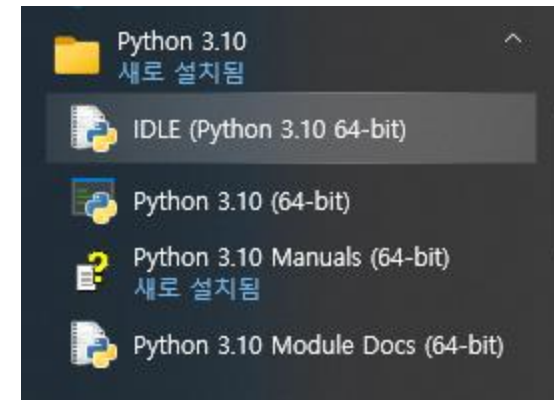 Python 3.10
새로 설치됨
IDLE (Python 3.10 64-bit)
Python 3.10 (64-bit)
Python 3.10 Manuals (64-bit)
새로 설치됨
Python 3.10 Module Docs (64-bit)